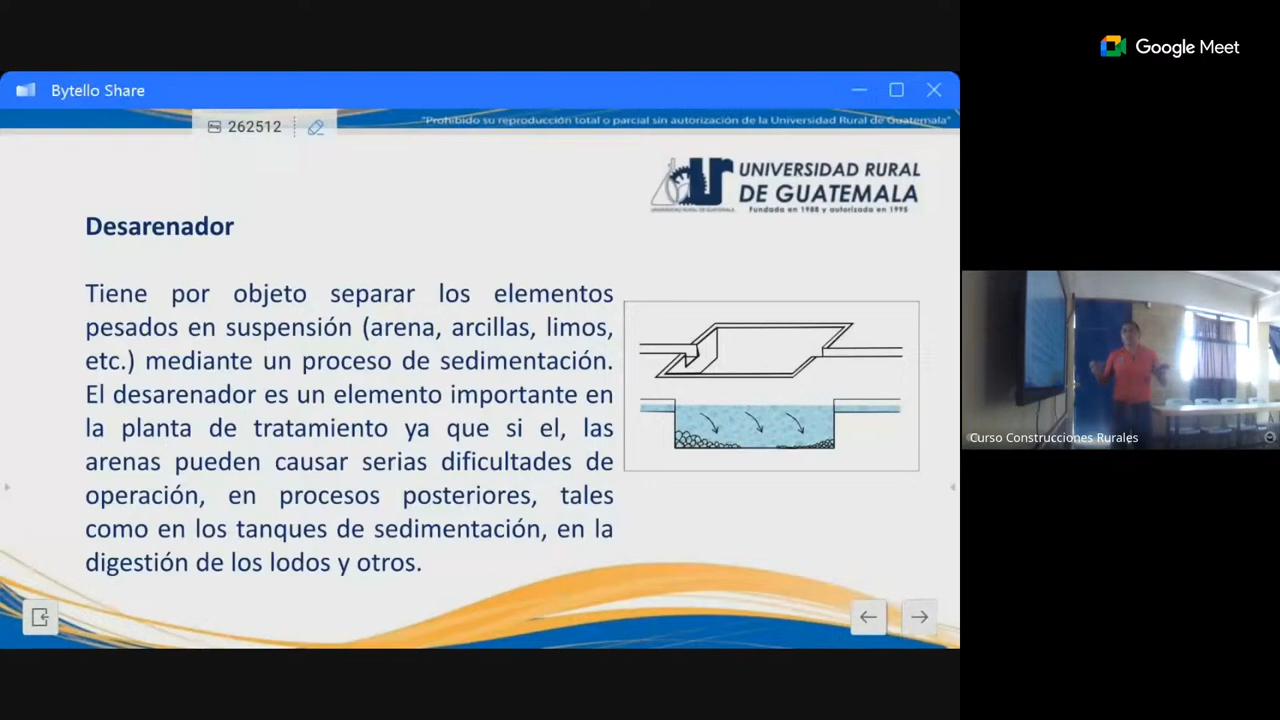 Google Meet
Bytello Share
262512
"Prohibido su reproducción total o parcial sin autorización de la Universidad Rural de Guatemala"
UNIVERSIDAD RURAL
DE GUATEMALA
Fundada en 1988 y autorizada en 1995
UNIVERSIDAD RURAL DE GUATEMALA
Desarenador
Tiene por objeto separar los elementos
pesados en suspensión (arena, arcillas, limos,
etc.) mediante un proceso de sedimentación.
El desarenador es un elemento importante en
la planta de tratamiento ya que si el, las
arenas pueden causar serias dificultades de
operación, en procesos posteriores, tales
como en los tanques de sedimentación, en la
digestión de los lodos y otros.
Curso Construcciones Rurales